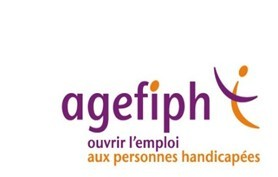 agefiph
ouvrir l'emploi
aux personnes handicapées